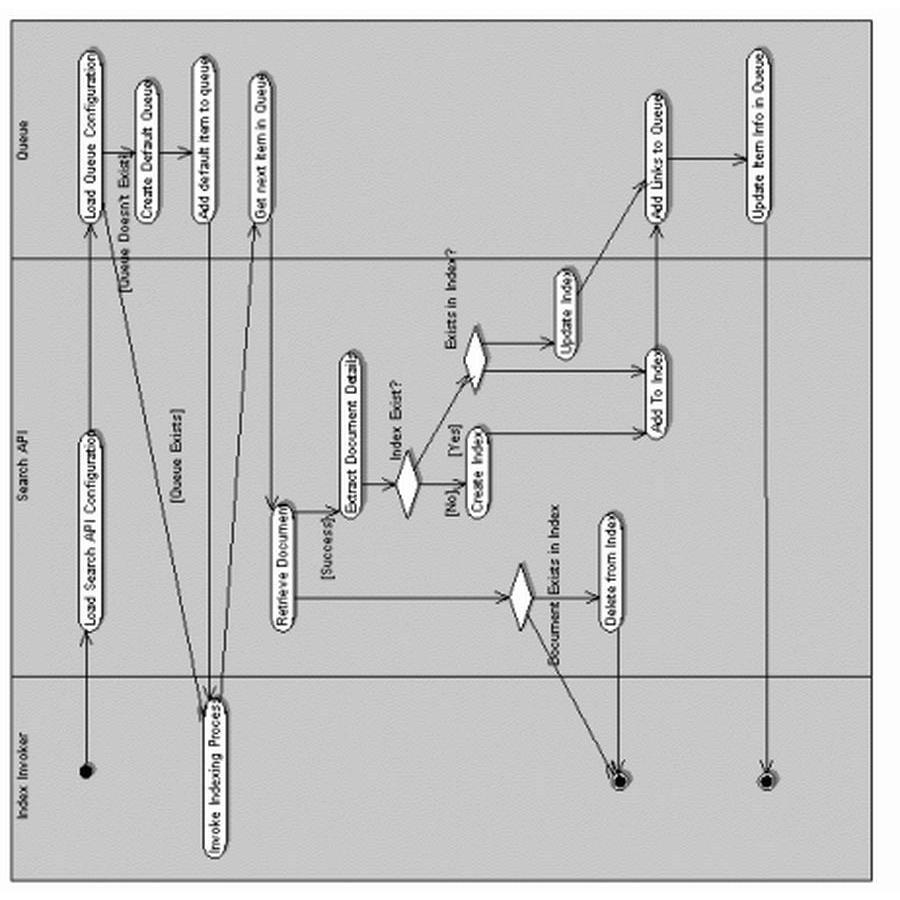 Index Invoker
Search API
Queue
Load Search API Configuration
Load Queue Configuration
[Queue Doesn't Exist]
Create Default Queue
Add default item to queue
[Queue Exists]
Invoke Indexing Process
Get next item in Queue
Retrieve Document
[Success]
Extract Document Details
Index Exist?
[No]
[Yes]
Create Index
Exists in Index?
Document Exists in Index
Update Index
Delete from Index
Add To Index
Add Links to Queue
Update Item Info in Queue